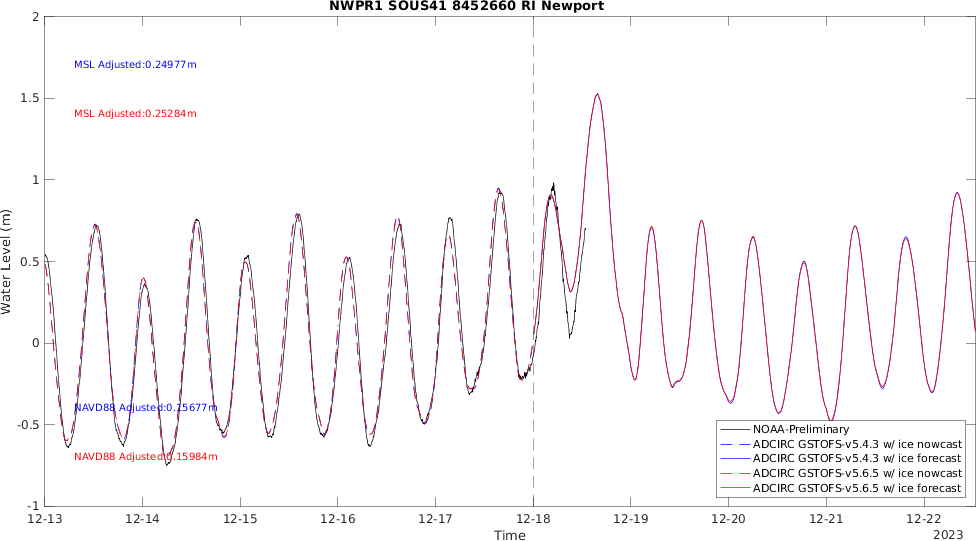 NWPR1 SOUS41 8452660 RI Newport
2
1.5
1
0.5
0
-0.5
-1
Water Level (m)
MSL Adjusted:0.24977m
MSL Adjusted:0.25284m
NAVD88 Adjusted:0.15677m
NAVD88 Adjusted:0.15984m
NOAA-Preliminary
ADCIRC GSTOFS-v5.4.3 w/ ice nowcast
ADCIRC GSTOFS-v5.4.3 w/ ice forecast
ADCIRC GSTOFS-v5.6.5 w/ ice nowcast
ADCIRC GSTOFS-v5.6.5 w/ ice forecast
12-13 12-14 12-15 12-16 12-17 12-18 12-19 12-20 12-21 12-22
Time
2023